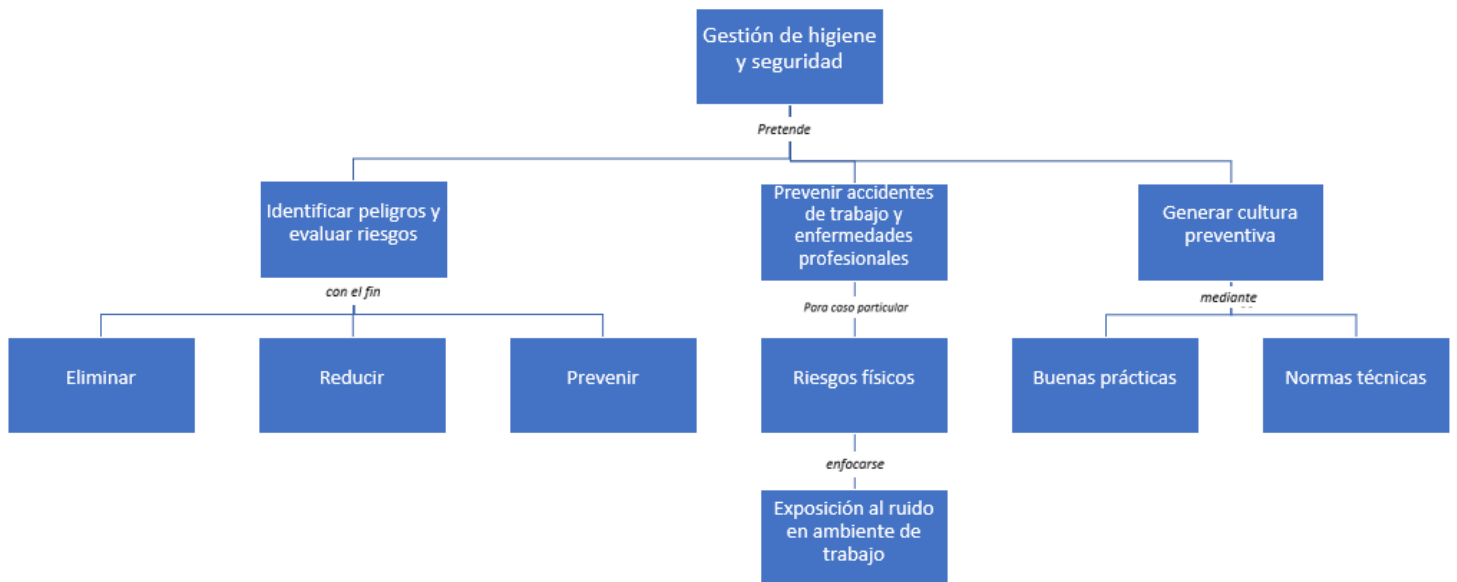 Gestión de higiene
y seguridad
Pretende
Identificar peligros y
evaluar riesgos
Prevenir accidentes
de trabajo y
enfermedades
profesionales
Generar cultura
preventiva
con el fin
Para caso particular
mediante
Eliminar
Reducir
Prevenir
Riesgos físicos
Buenas prácticas
Normas técnicas
enfocarse
Exposición al ruido
en ambiente de
trabajo